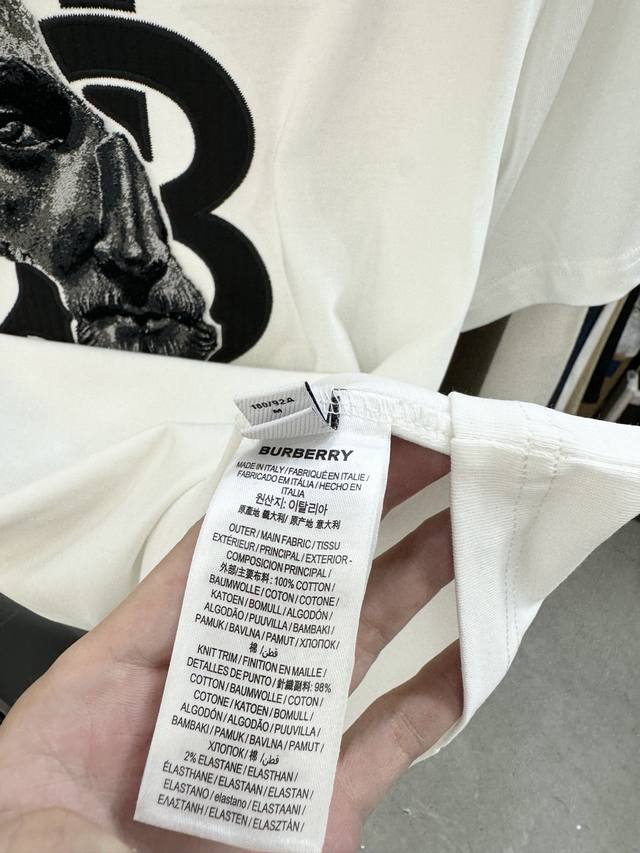 160/92A
M
BURBERRY
MADE IN ITALY / FABRIQUÉ EN ITALIE /
FABRICADO EM ITÁLIA / HECHO EN
ITALIA
원산지: 이탈리아
原產地 義大利/ 原产地 意大利
OUTER / MAIN FABRIC / TISSU
EXTÉRIEUR / PRINCIPAL / EXTERIOR -
COMPOSICION PRINCIPAL /
外部/主要布料: 100% COTTON /
BAUMWOLLE / COTON / COTONE /
KATOEN / BOMULL / ALGODÓN /
ALGODÃO / PUUVILLA / BAMBAKI /
PAMUK / BAVLNA / PAMUT / ХЛОПОК /
棉 / قطن/
KNIT TRIM / FINITION EN MAILLE /
DETALLES DE PUNTO / 針織副料: 98%
COTTON / BAUMWOLLE / COTON /
COTONE / KATOEN / BOMULL /
ALGODÓN / ALGODÃO / PUUVILLA /
BAMBAKI / PAMUK / BAVLNA / PAMUT /
ХЛОПОК / 棉 / قطن/
2% ELASTANE / ELASTHAN /
ÉLASTHANE / ELASTAAN / ELASTAN /
ELASTANO / elastano / ELASTAANI /
ΕΛΑΣΤΑΝΗ / ELASTEN / ELASZTÁN /